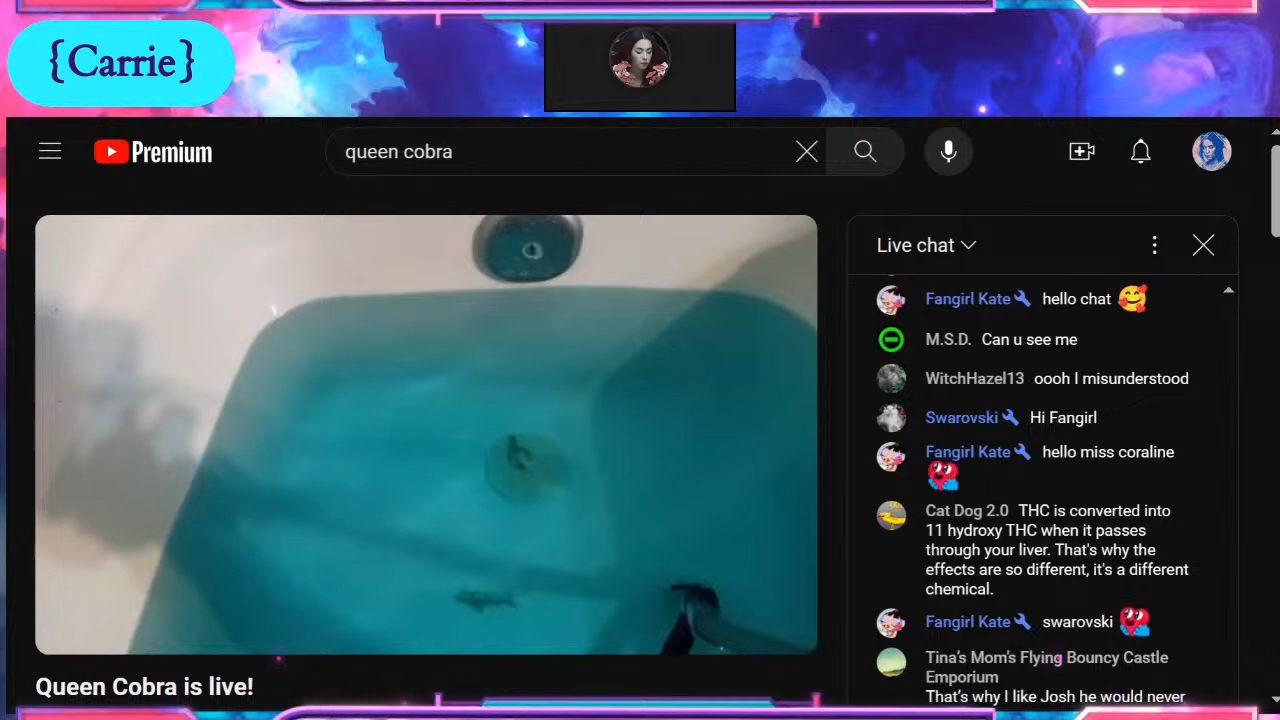 {Carrie}
Premium
queen cobra
Live chat
Fangirl Kate hello chat
M.S.D. Can u see me
WitchHazel13 oooh I misunderstood
Swarovski Hi Fangirl
Fangirl Kate hello miss coraline
Cat Dog 2.0 THC is converted into
11 hydroxy THC when it passes
through your liver. That's why the
effects are so different, it's a different
chemical.
Fangirl Kate swarovski
Tina's Mom's Flying Bouncy Castle
Emporium
That's why I like Josh he would never
Queen Cobra is live!